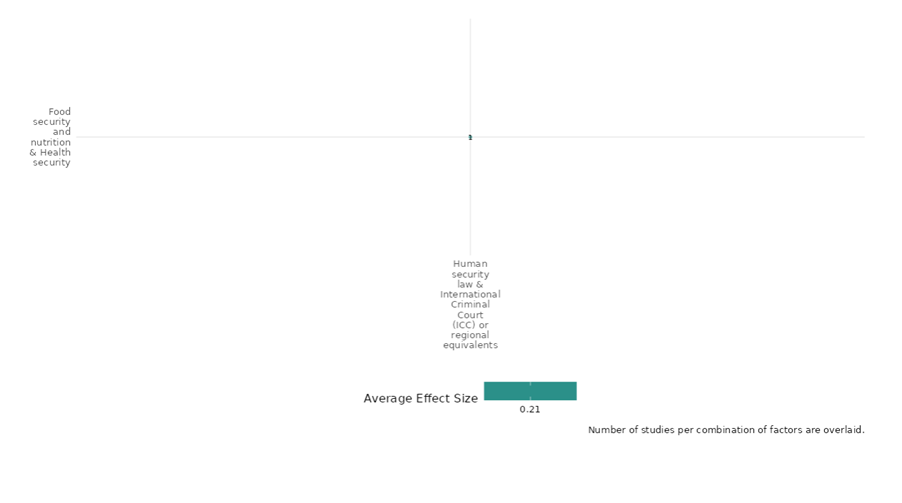 Food
security
and
nutrition
& Health
security
1
Human
security
law &
International
Criminal
Court
(ICC) or
regional
equivalents
Average Effect Size
0.21
Number of studies per combination of factors are overlaid.